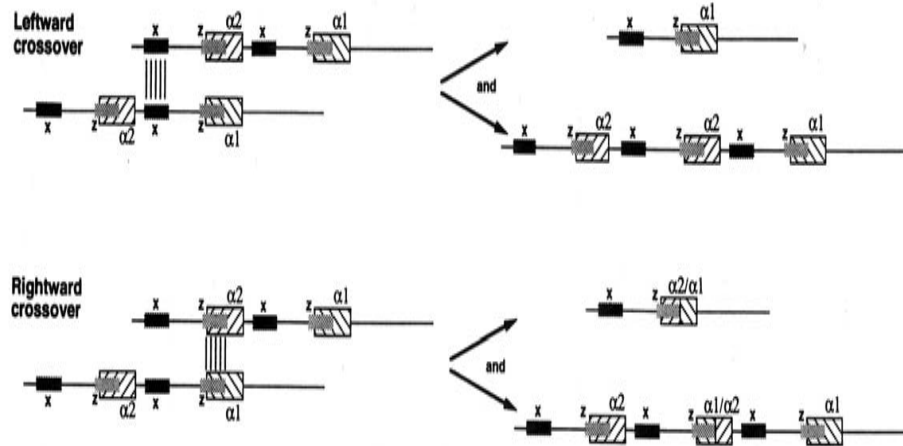 Leftward
crossover
x z α2 x z α1
x z α2 x z α1
and
x z α1
x z α2 x z α2 x z α1
Rightward
crossover
x z α2 x z α1
x z α2 x z α1
and
x z α2/α1
x z α2 x z α1/α2 x z α1